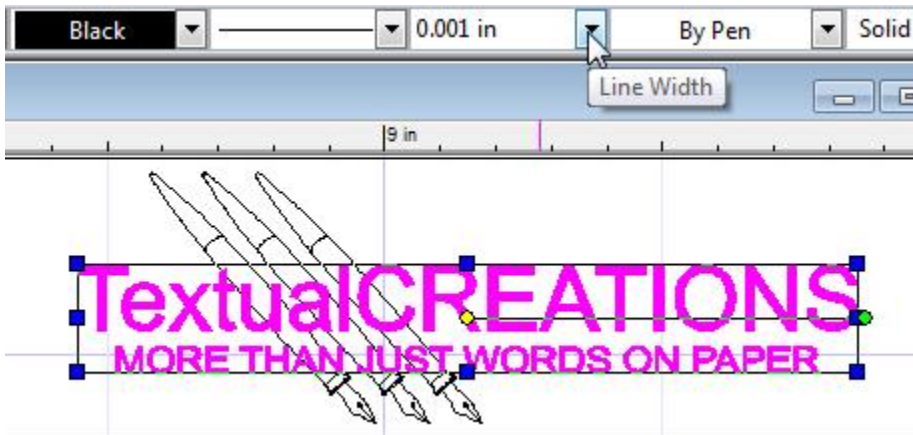 Black 0.001 in By Pen Solid
Line Width
9 in
TextualCREATIONS
MORE THAN JUST WORDS ON PAPER